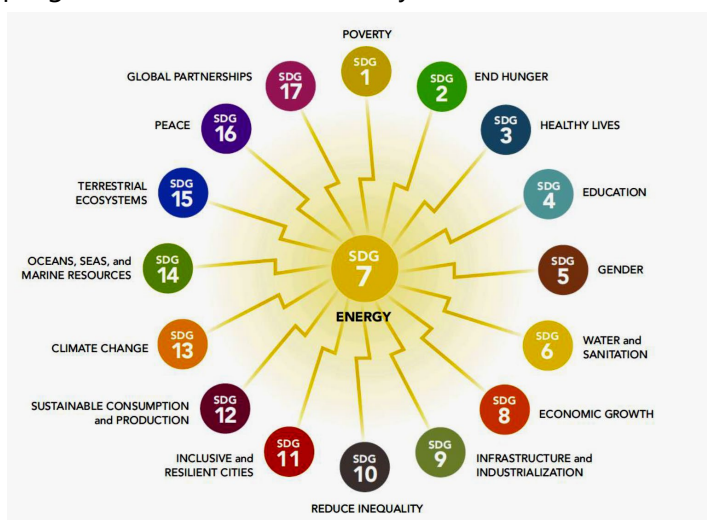 POVERTY
SDG
1
SDG
2
END HUNGER
SDG
3
HEALTHY LIVES
SDG
4
EDUCATION
SDG
5
GENDER
SDG
6
WATER and
SANITATION
SDG
8
ECONOMIC GROWTH
SDG
9
INFRASTRUCTURE and
INDUSTRIALIZATION
SDG
10
REDUCE INEQUALITY
SDG
11
INCLUSIVE and
RESILIENT CITIES
SDG
12
SUSTAINABLE CONSUMPTION
and PRODUCTION
SDG
13
CLIMATE CHANGE
SDG
14
OCEANS, SEAS, and
MARINE RESOURCES
SDG
15
TERRESTRIAL
ECOSYSTEMS
SDG
16
PEACE
SDG
17
GLOBAL PARTNERSHIPS
SDG
7
ENERGY